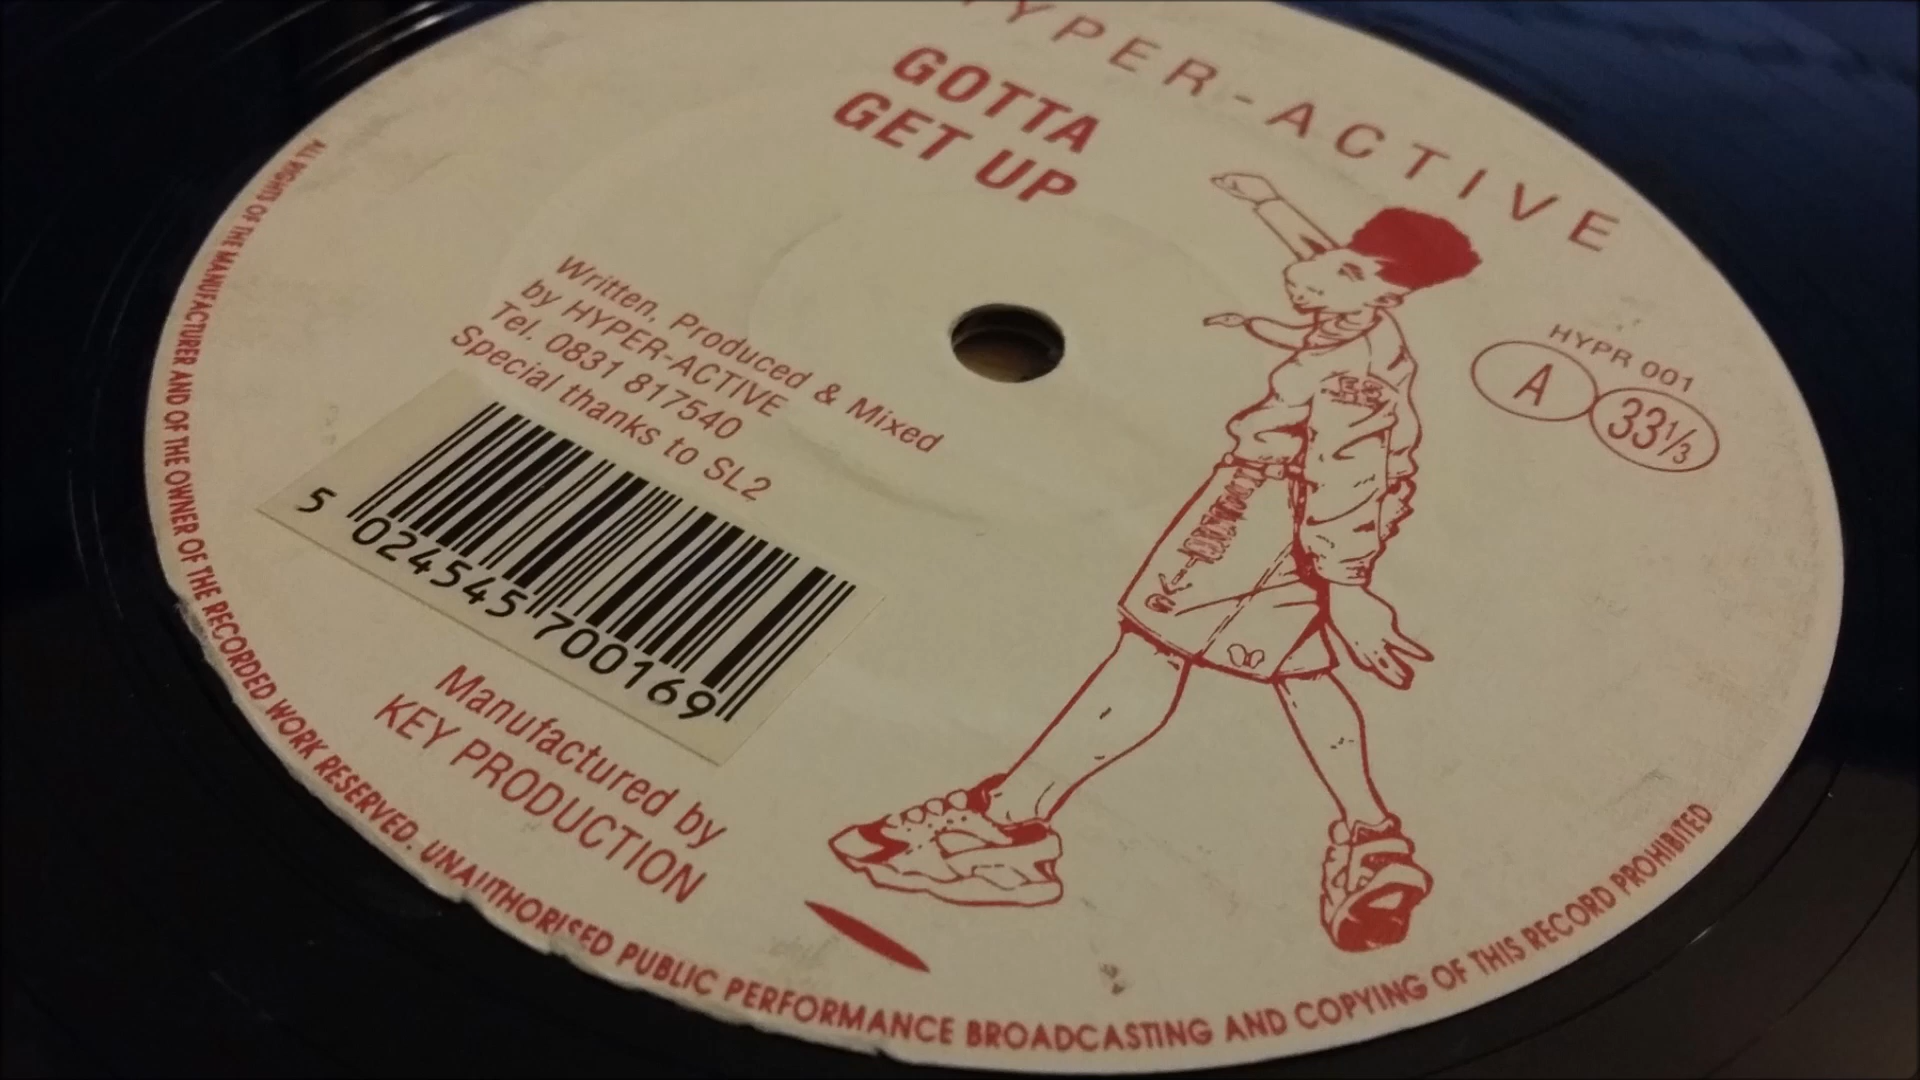 HYPER-ACTIVE
GOTTA
GET UP
HYPR 001
A
33⅓
Written, Produced & Mixed
by HYPER-ACTIVE
Tel. 0831 817540
Special thanks to SL2
5 024545 700169
Manufactured by
KEY PRODUCTION
ALL RIGHTS OF THE MANUFACTURER AND OF THE OWNER OF THE RECORDED WORK RESERVED. UNAUTHORISED PUBLIC PERFORMANCE BROADCASTING AND COPYING OF THIS RECORD PROHIBITED